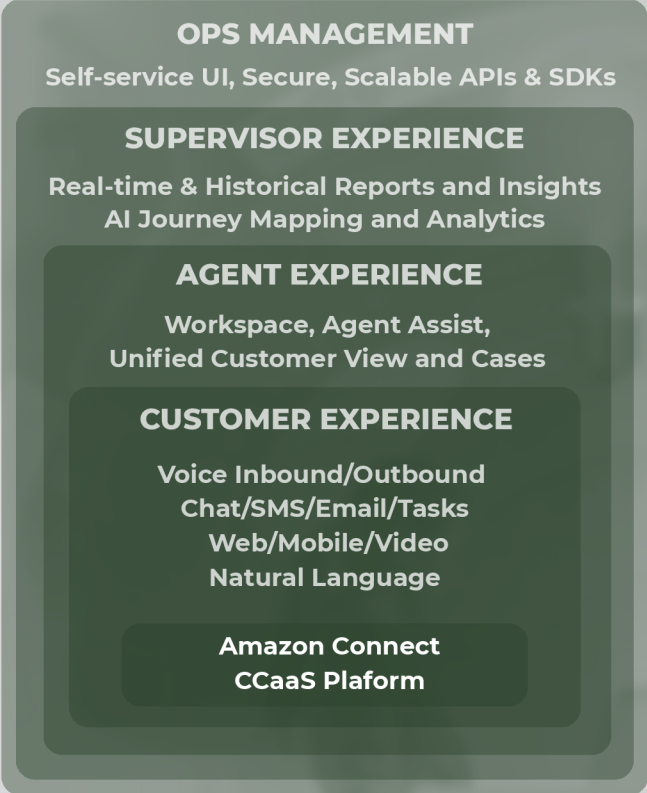 OPS MANAGEMENT
Self-service UI, Secure, Scalable APIs & SDKs
SUPERVISOR EXPERIENCE
Real-time & Historical Reports and Insights
AI Journey Mapping and Analytics
AGENT EXPERIENCE
Workspace, Agent Assist,
Unified Customer View and Cases
CUSTOMER EXPERIENCE
Voice Inbound/Outbound
Chat/SMS/Email/Tasks
Web/Mobile/Video
Natural Language
Amazon Connect
CCaaS Plaform